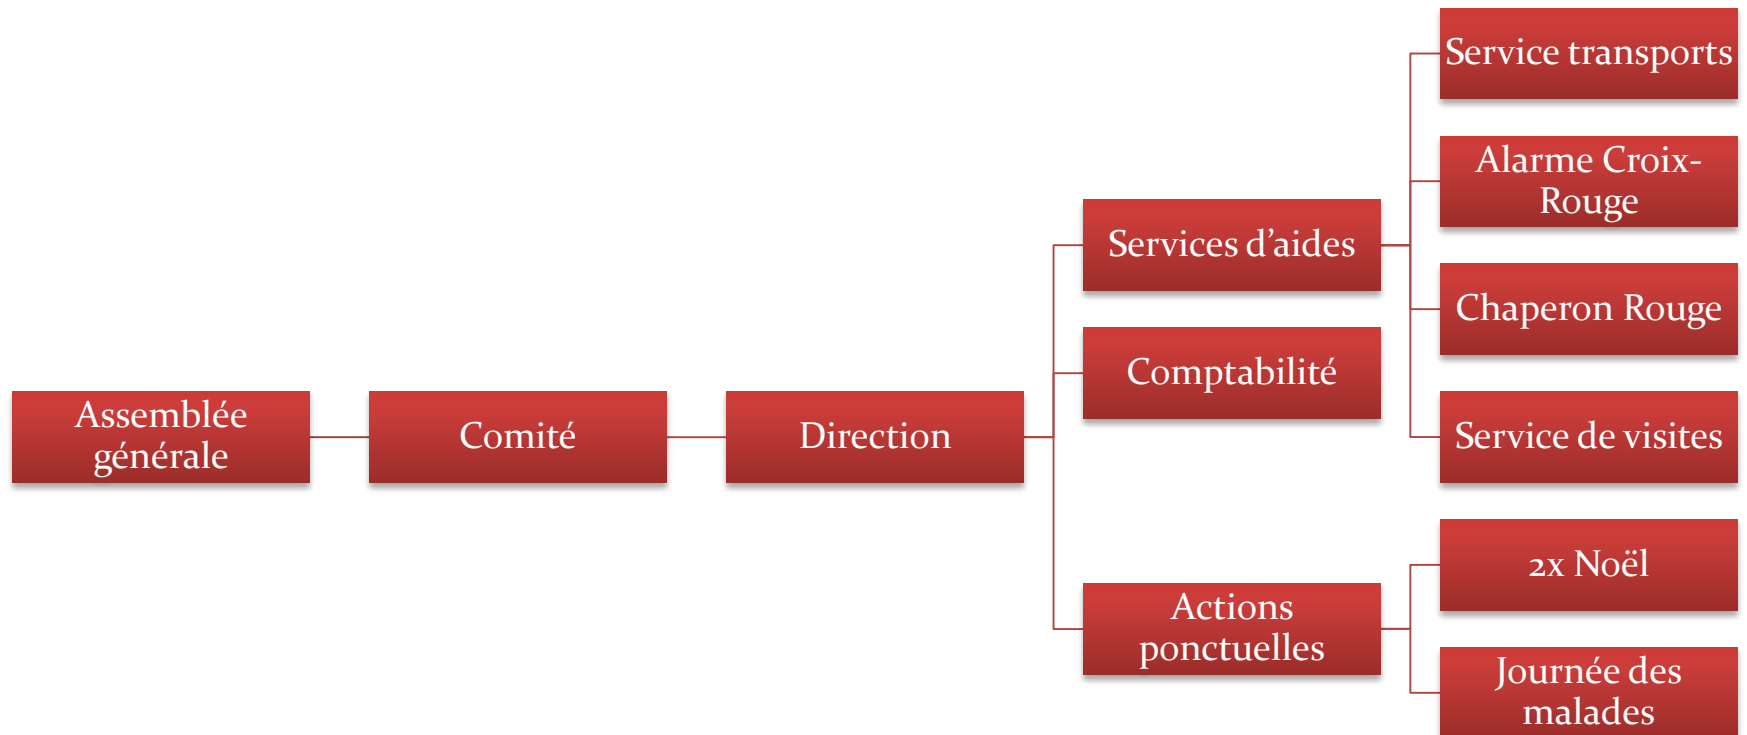 Assemblée
générale
Comité
Direction
Services d’aides
Comptabilité
Actions
ponctuelles
Service transports
Alarme Croix-
Rouge
Chaperon Rouge
Service de visites
2x Noël
Journée des
malades